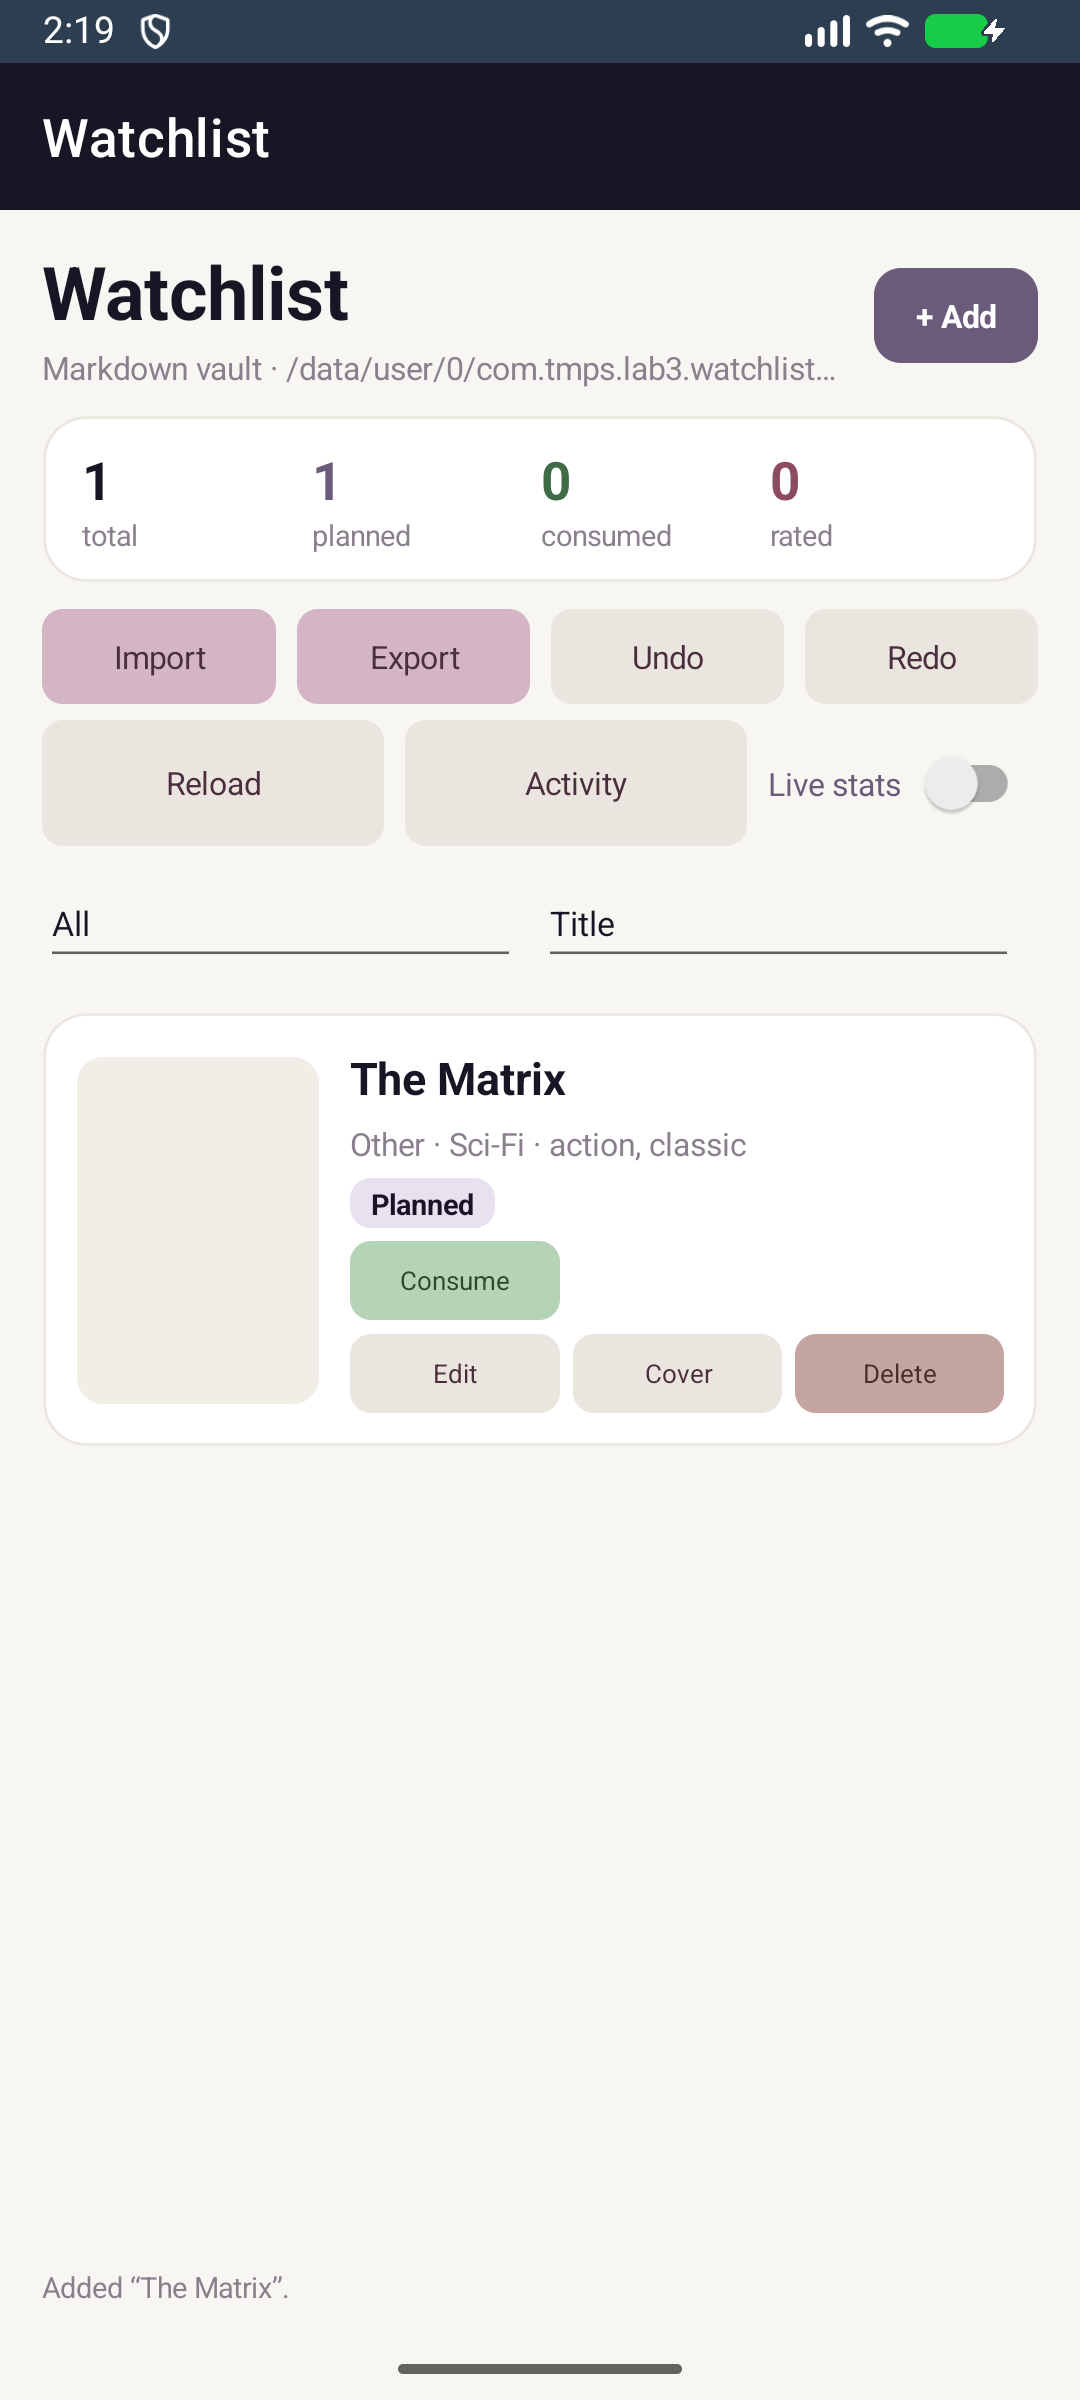 2:19
Watchlist
Watchlist
+ Add
Markdown vault · /data/user/0/com.tmps.lab3.watchlist...
1 1 0 0
total planned consumed rated
Import Export Undo Redo
Reload Activity Live stats
All Title
The Matrix
Other · Sci-Fi · action, classic
Planned
Consume
Edit Cover Delete
Added “The Matrix”.